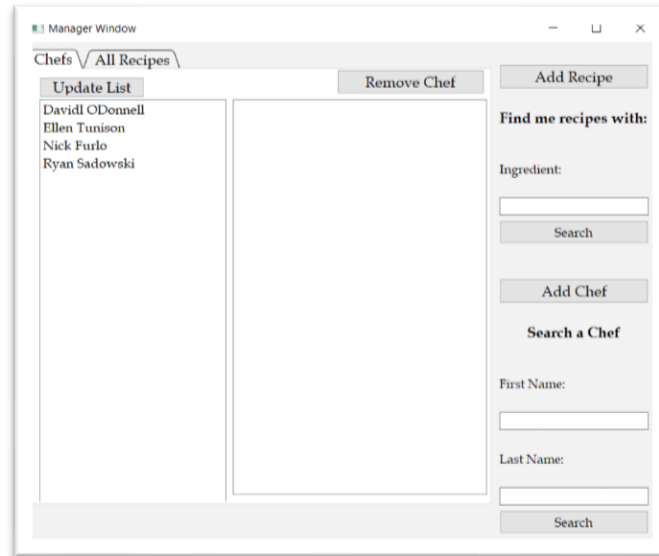 Manager Window
Chefs All Recipes
Update List
Remove Chef
Davidl ODonnell
Ellen Tunison
Nick Furlo
Ryan Sadowski
Add Recipe
Find me recipes with:
Ingredient:
Search
Add Chef
Search a Chef
First Name:
Last Name:
Search